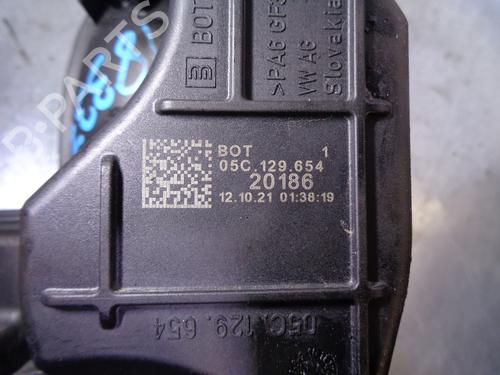 BOT
>PA6 GF3
VW AG
Slovakia
BOT 1
05C.129.654
20186
12.10.21 01:38:19
05C.129.654
B-PARTS